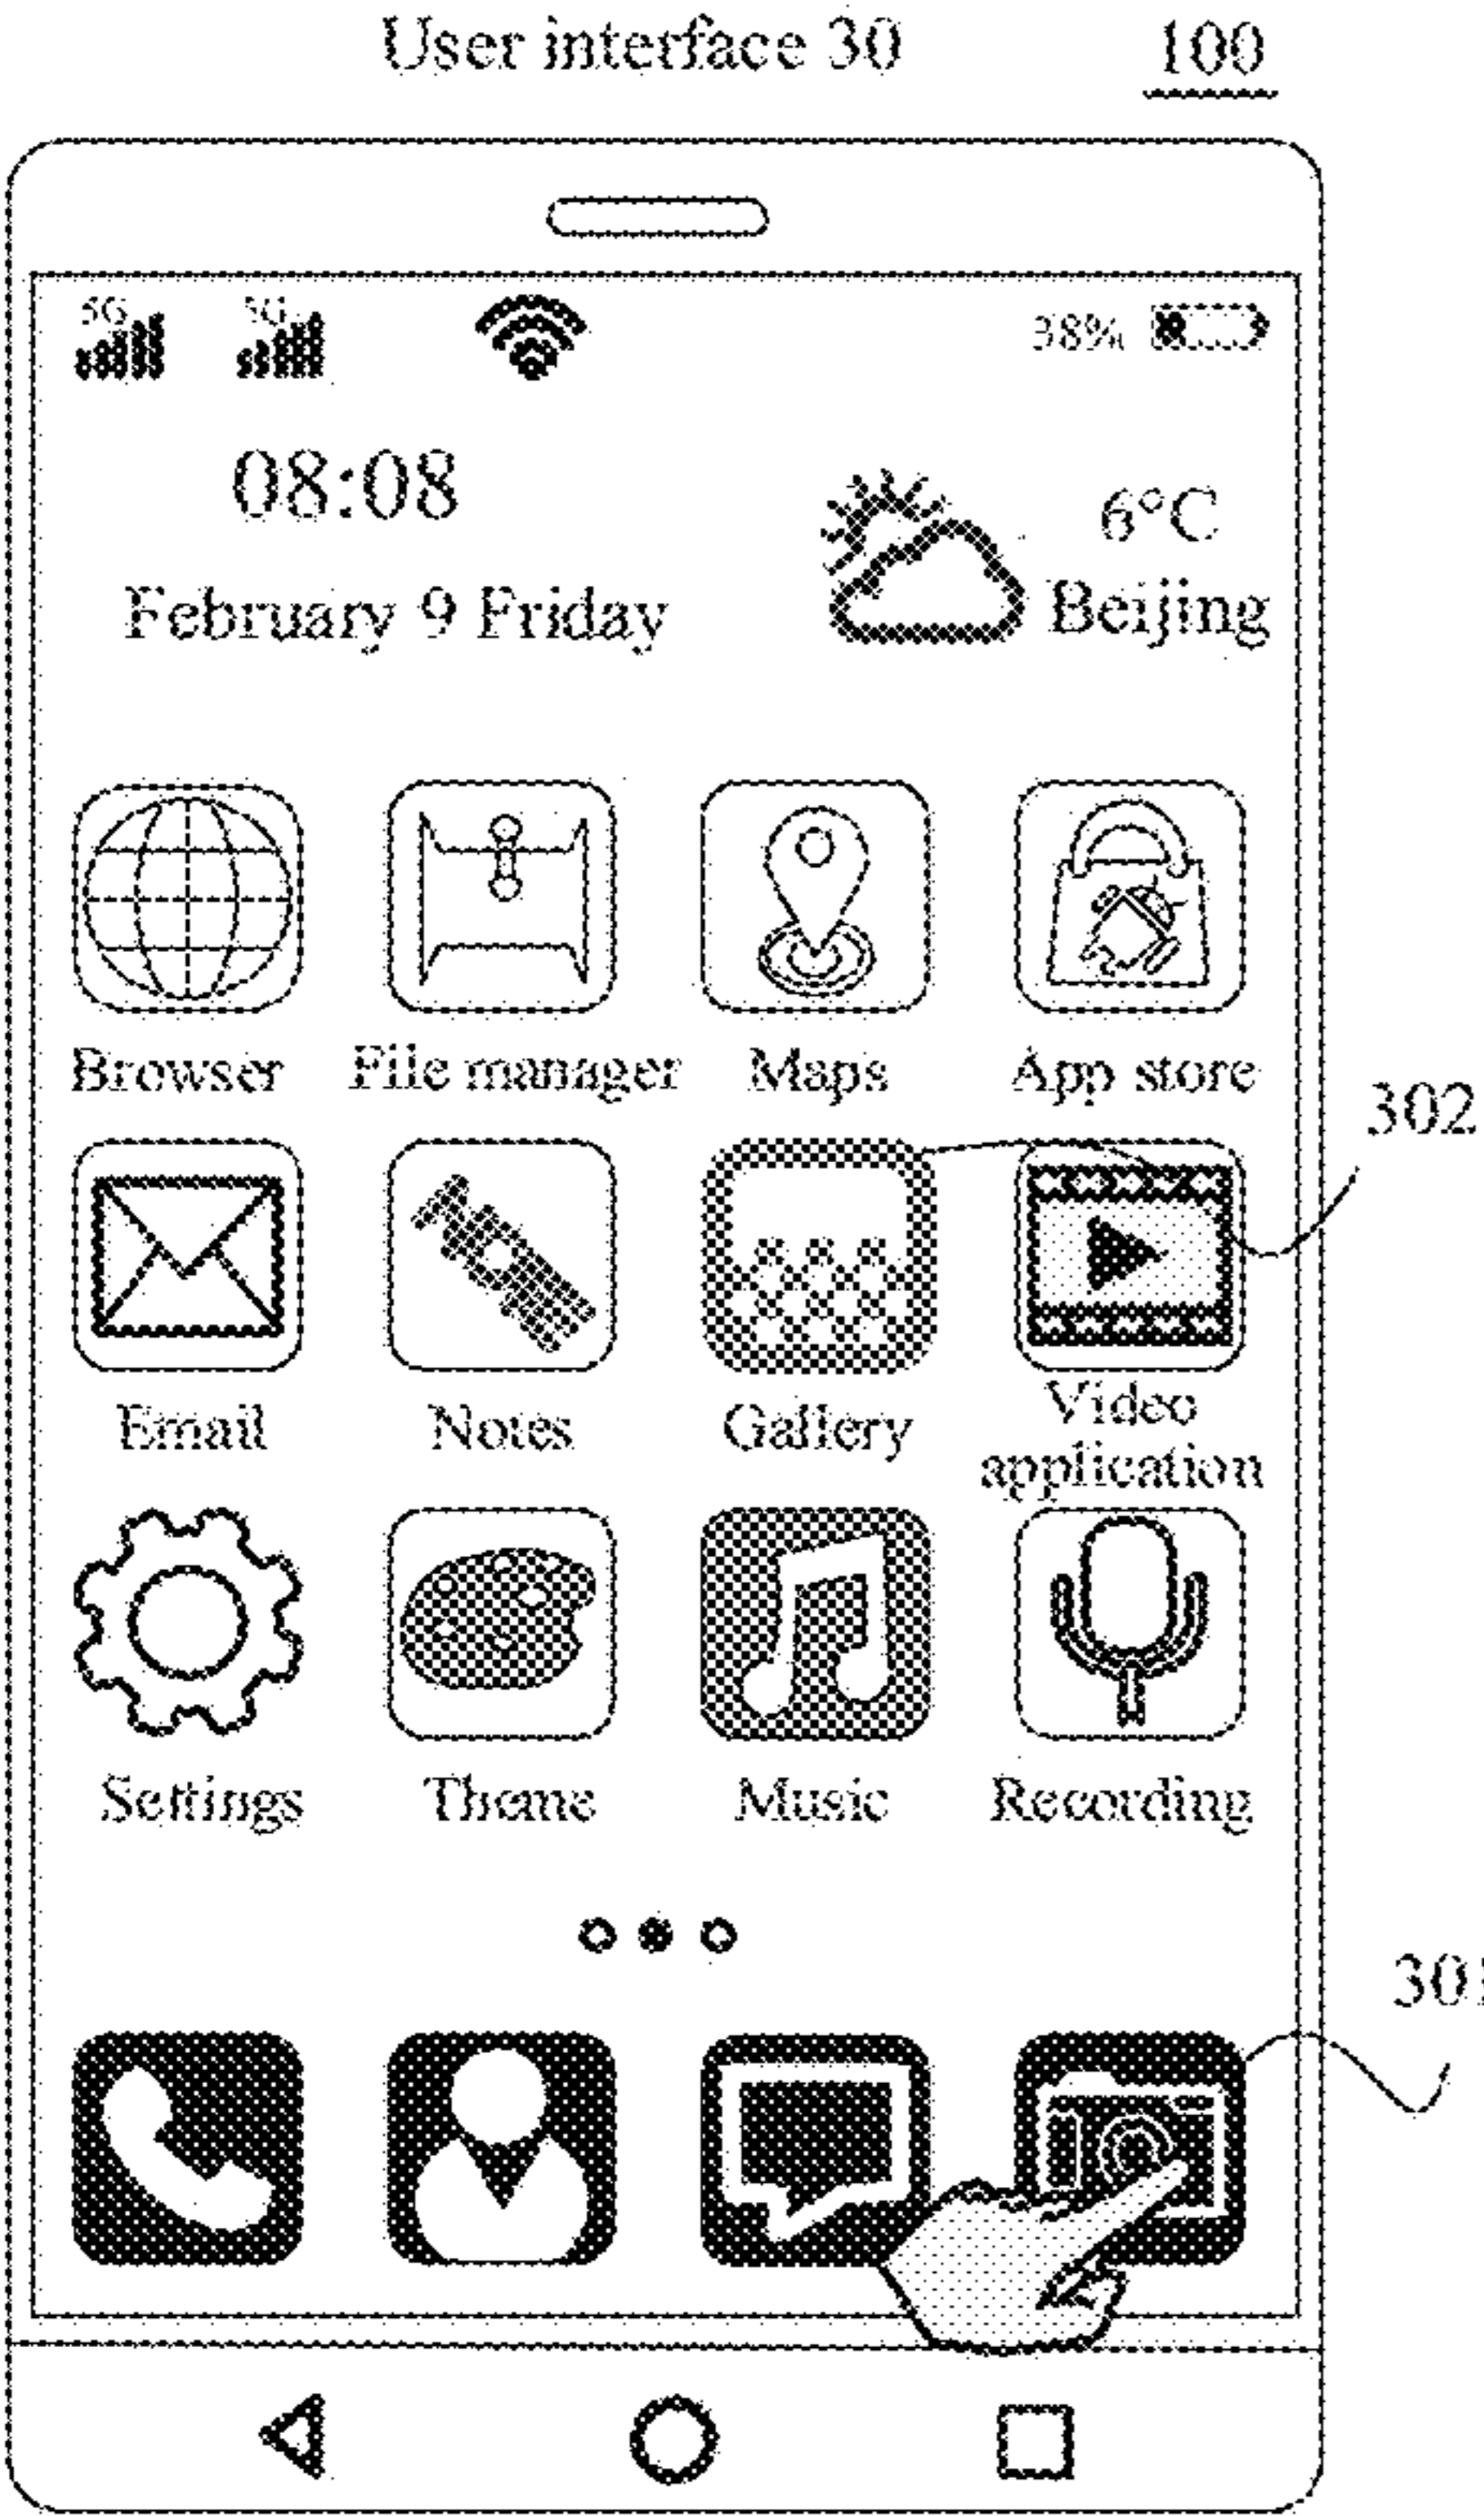 User interface 30 100
5G 5G 38%
08:08
6°C
February 9 Friday Beijing
Browser File manager Maps App store
302
Email Notes Gallery Video application
Settings Theme Music Recording